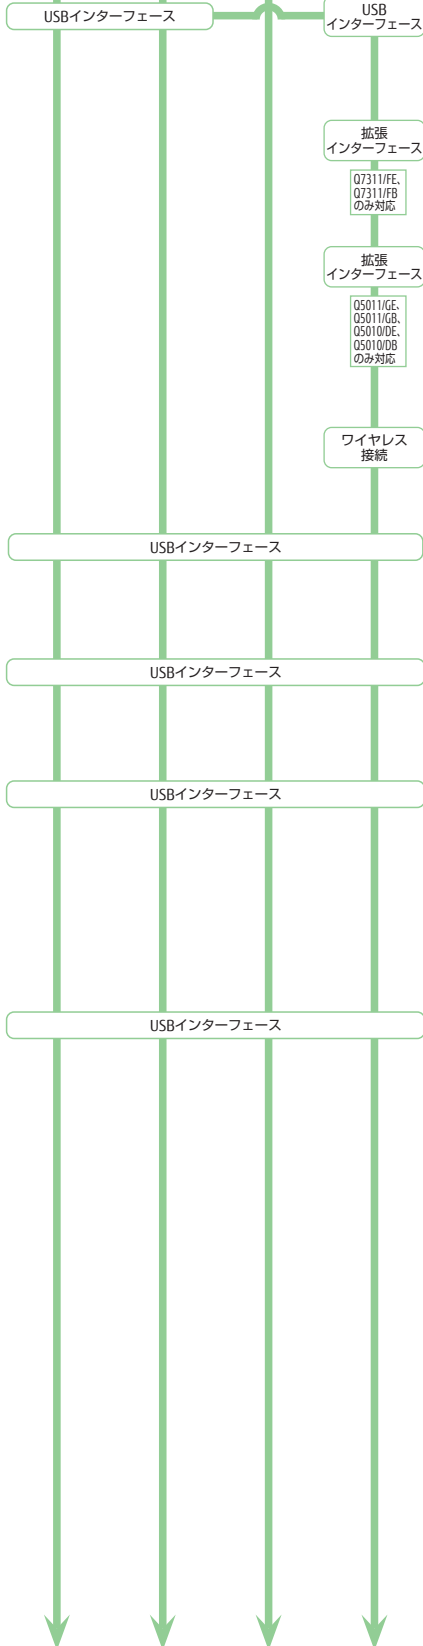 USBインターフェース
USB
インターフェース
拡張
インターフェース
Q7311/FE、
Q7311/FB
のみ対応
拡張
インターフェース
Q5011/GE、
Q5011/GB、
Q5010/DE、
Q5010/DB
のみ対応
ワイヤレス
接続
USBインターフェース
USBインターフェース
USBインターフェース
USBインターフェース